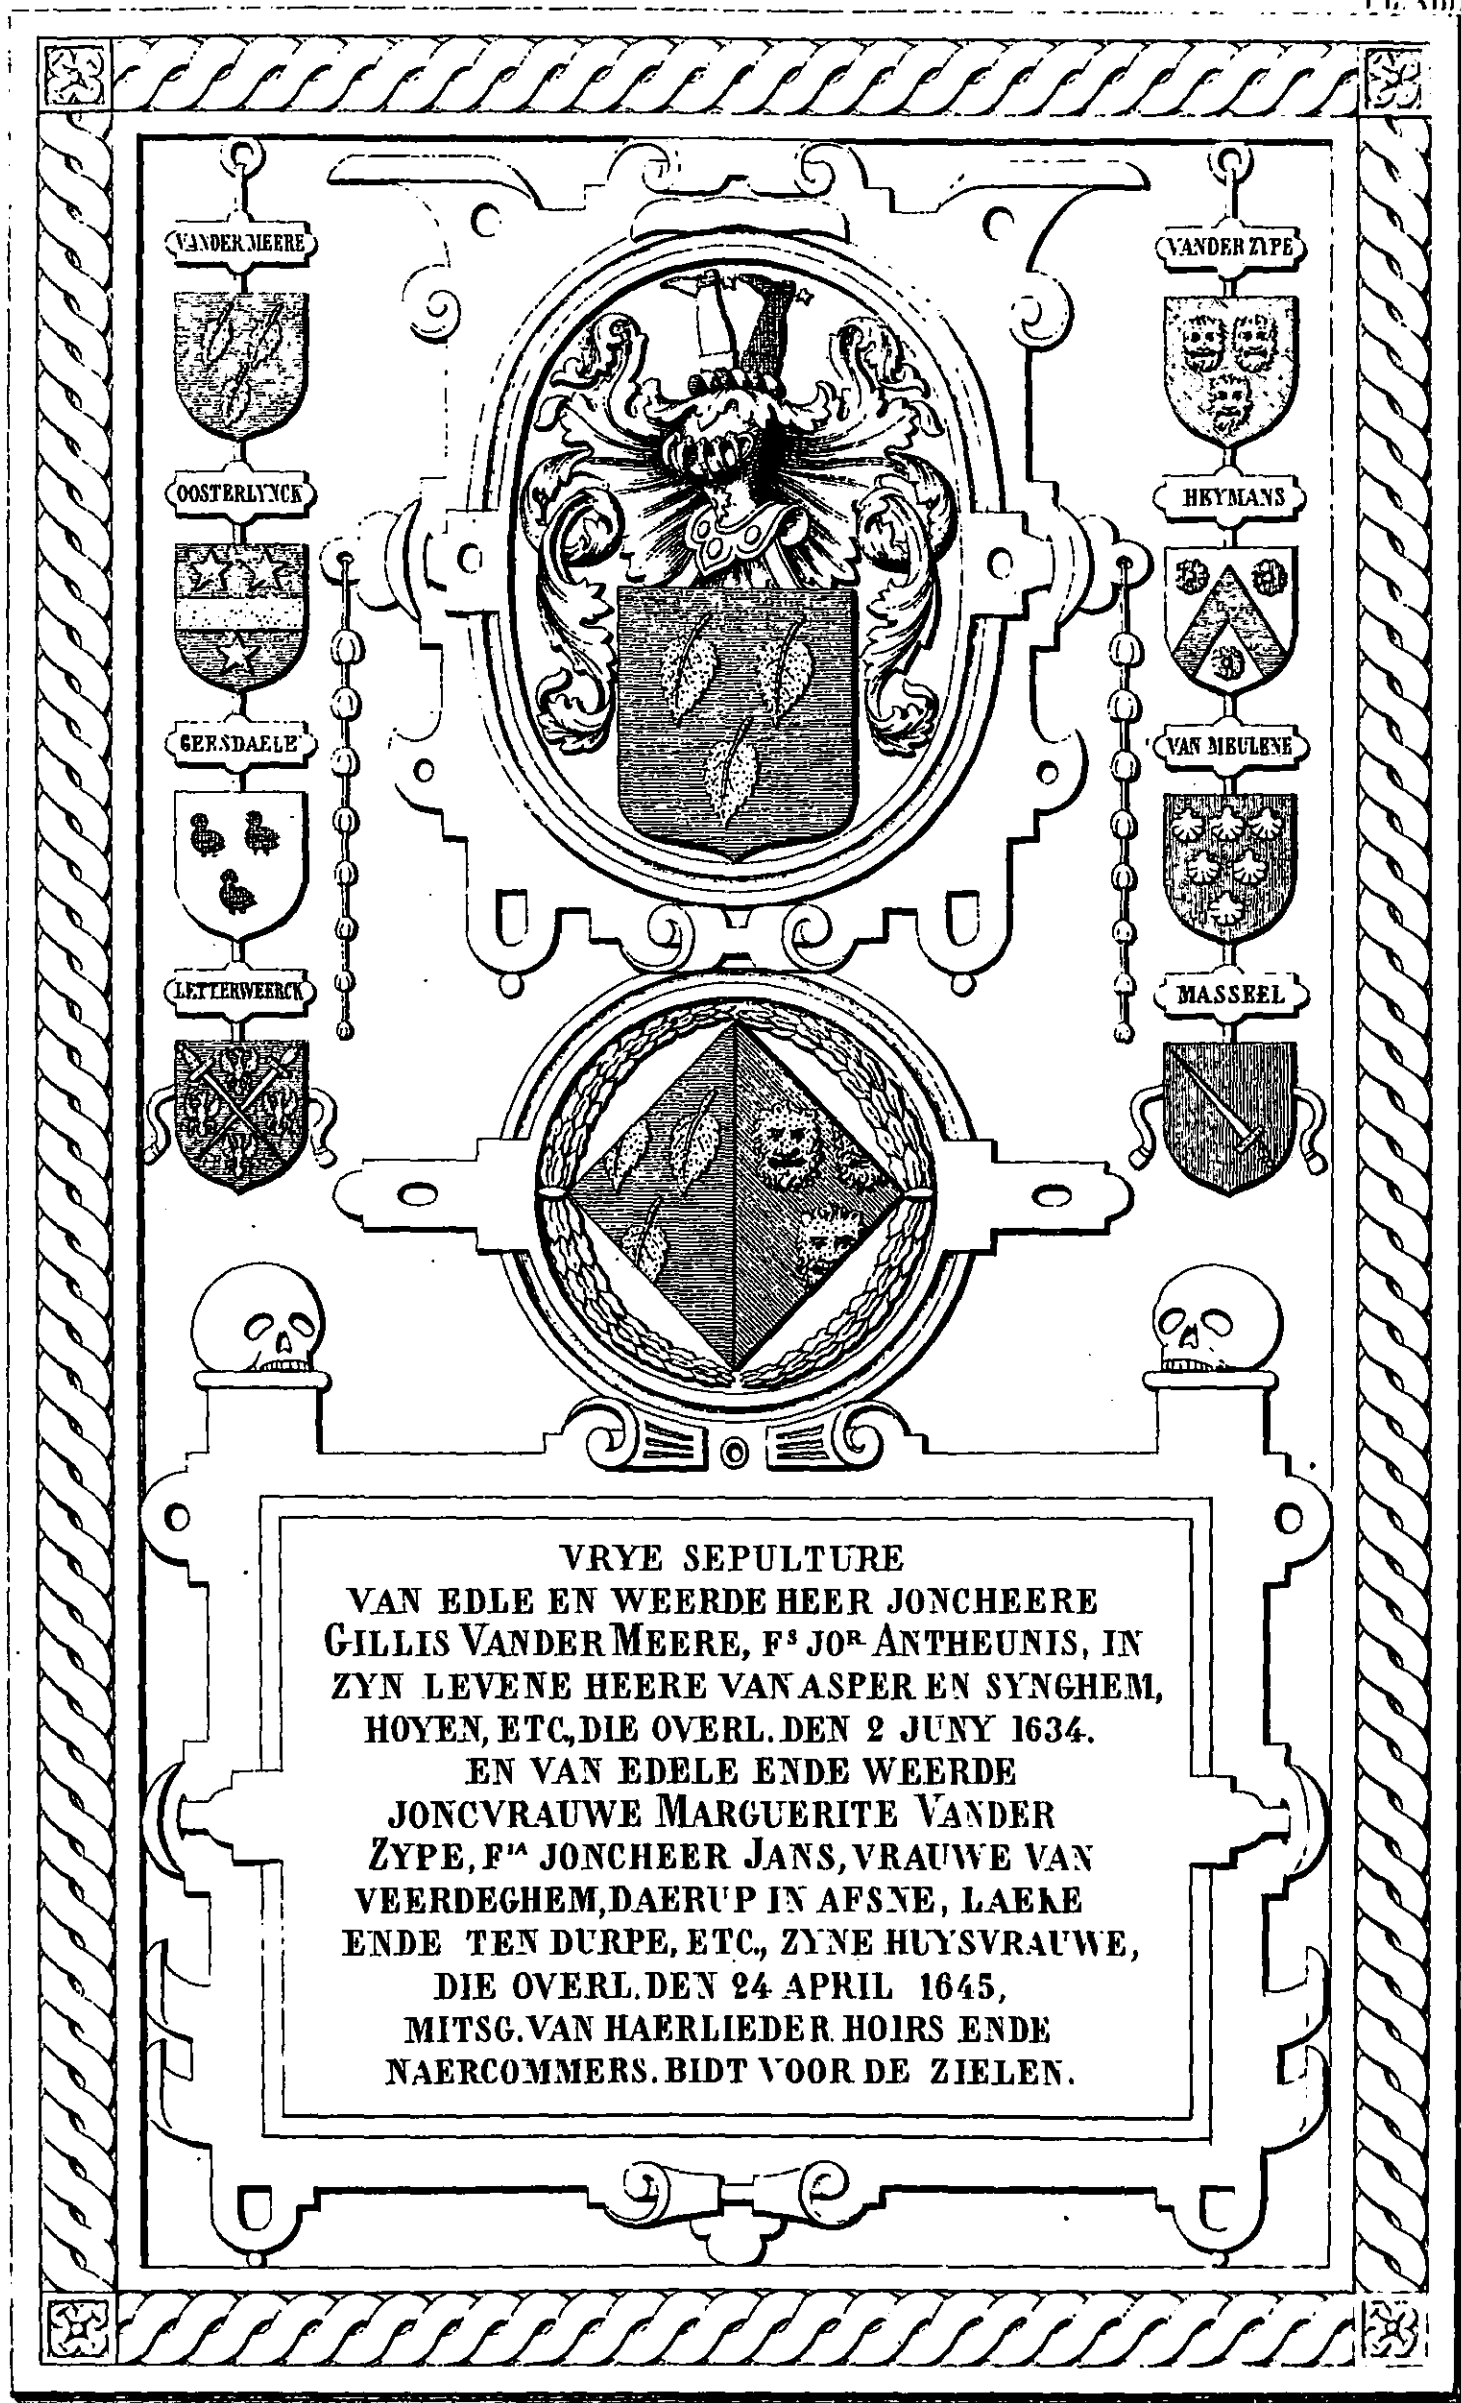 VANDER MEERE
OOSTERLYNCK
GERSDAELE
LETTERWEERCK
VANDER ZYPE
HEYMANS
VAN MEULENE
MASSEEL
VRYE SEPULTURE
VAN EDLE EN WEERDE HEER JONCHEERE
GILLIS VANDER MEERE, Fˢ JOᴿ ANTHEUNIS, IN
ZYN LEVENE HEERE VAN ASPER EN SYNGHEM,
HOYEN, ETC., DIE OVERL. DEN 2 JUNY 1634.
EN VAN EDELE ENDE WEERDE
JONCVRAUWE MARGUERITE VANDER
ZYPE, Fᴵᴬ JONCHEER JANS, VRAUWE VAN
VEERDEGHEM, DAERUP IN AFSNE, LAEKE
ENDE TEN DURPE, ETC., ZYNE HUYSVRAUWE,
DIE OVERL. DEN 24 APRIL 1645,
MITSG. VAN HAERLIEDER HOIRS ENDE
NAERCOMMERS. BIDT VOOR DE ZIELEN.